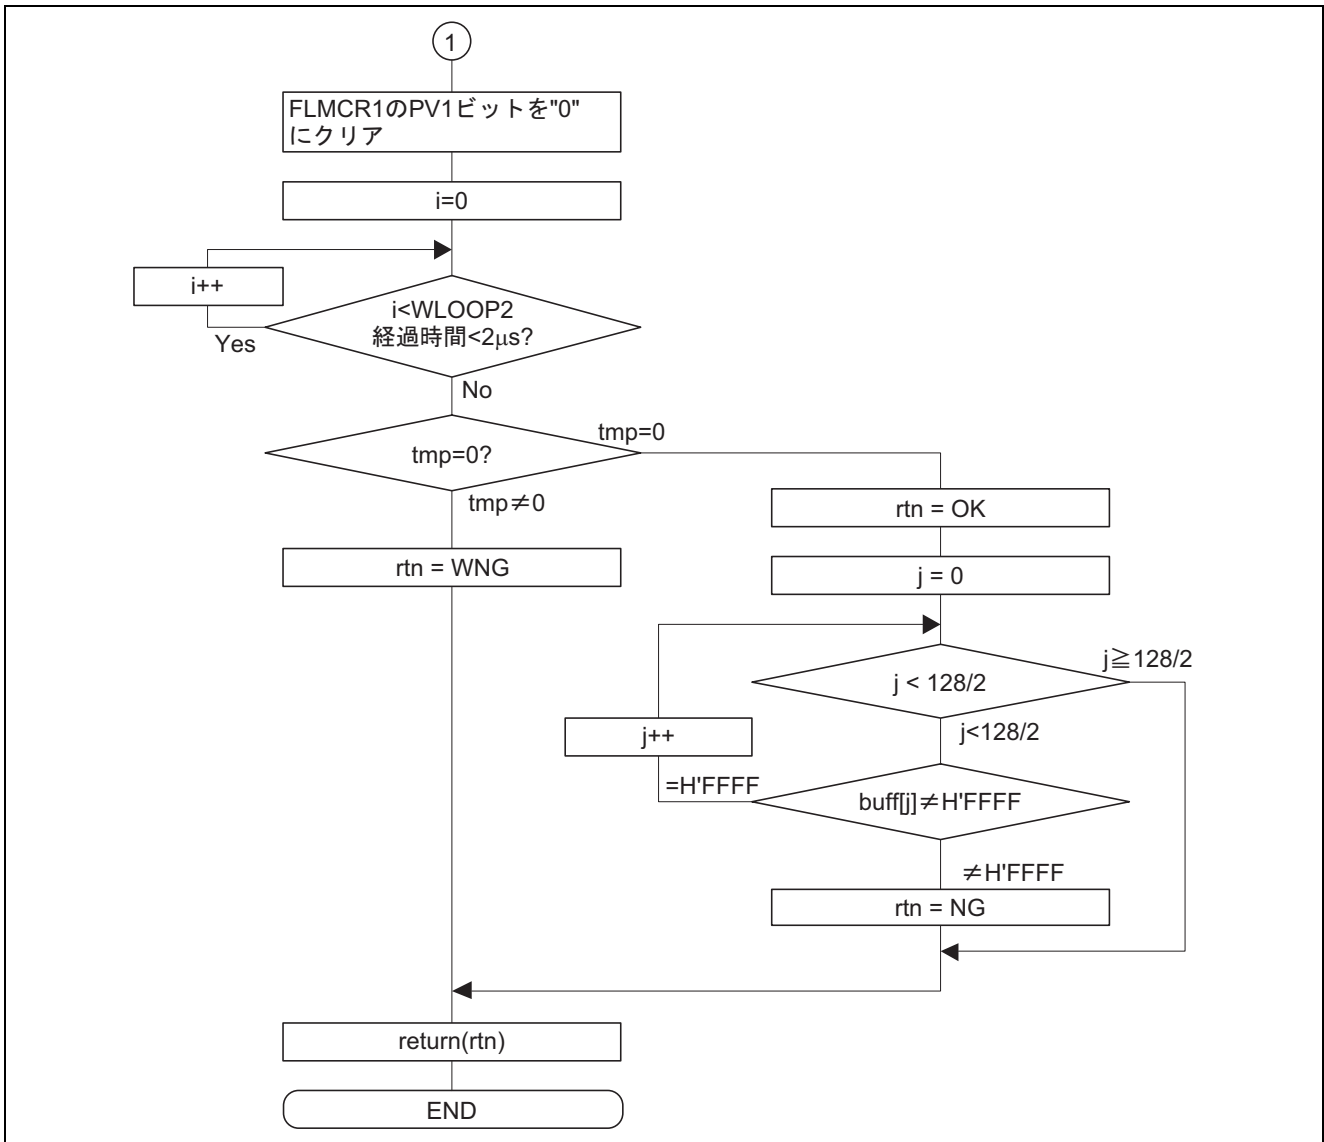 1
FLMCR1のPV1ビットを"0"
にクリア
i=0
i++
i<WLOOP2
経過時間<2μs?
Yes
No
tmp=0?
tmp=0
tmp≠0
rtn = WNG
rtn = OK
j = 0
j < 128/2
j≧128/2
j<128/2
j++
=H'FFFF
buff[j]≠H'FFFF
≠H'FFFF
rtn = NG
return(rtn)
END